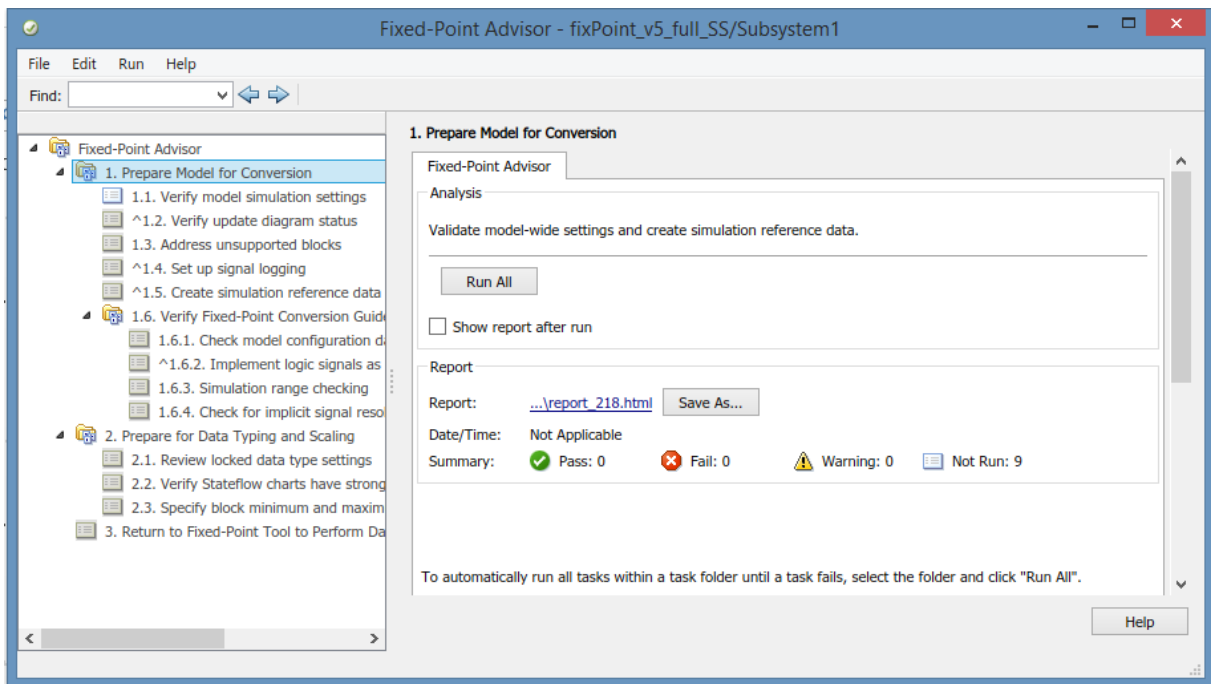 Fixed-Point Advisor - fixPoint_v5_full_SS/Subsystem1
File Edit Run Help
Find:
Fixed-Point Advisor
1. Prepare Model for Conversion
1.1. Verify model simulation settings
^1.2. Verify update diagram status
1.3. Address unsupported blocks
^1.4. Set up signal logging
^1.5. Create simulation reference data
1.6. Verify Fixed-Point Conversion Guide
1.6.1. Check model configuration da
^1.6.2. Implement logic signals as
1.6.3. Simulation range checking
1.6.4. Check for implicit signal reso
2. Prepare for Data Typing and Scaling
2.1. Review locked data type settings
2.2. Verify Stateflow charts have strong
2.3. Specify block minimum and maxim
3. Return to Fixed-Point Tool to Perform Da
1. Prepare Model for Conversion
Fixed-Point Advisor
Analysis
Validate model-wide settings and create simulation reference data.
Run All
Show report after run
Report
Report: ...\report_218.html Save As...
Date/Time: Not Applicable
Summary: Pass: 0 Fail: 0 Warning: 0 Not Run: 9
To automatically run all tasks within a task folder until a task fails, select the folder and click "Run All".
Help